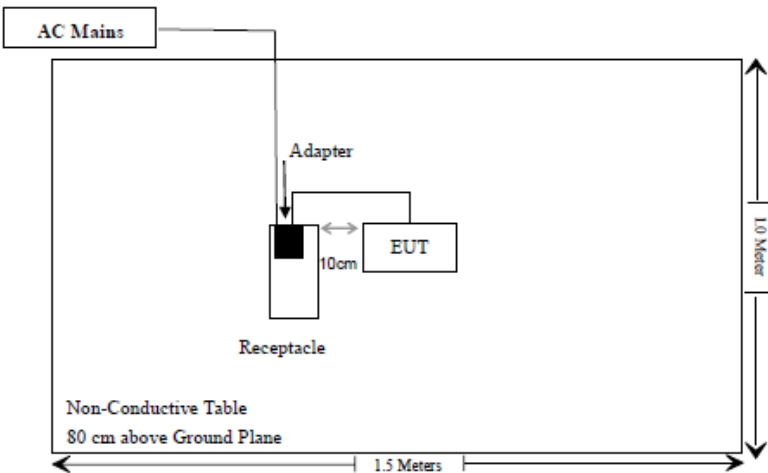 AC Mains
Adapter
EUT
10cm
1.0 Meter
Receptacle
Non-Conductive Table
80 cm above Ground Plane
1.5 Meters